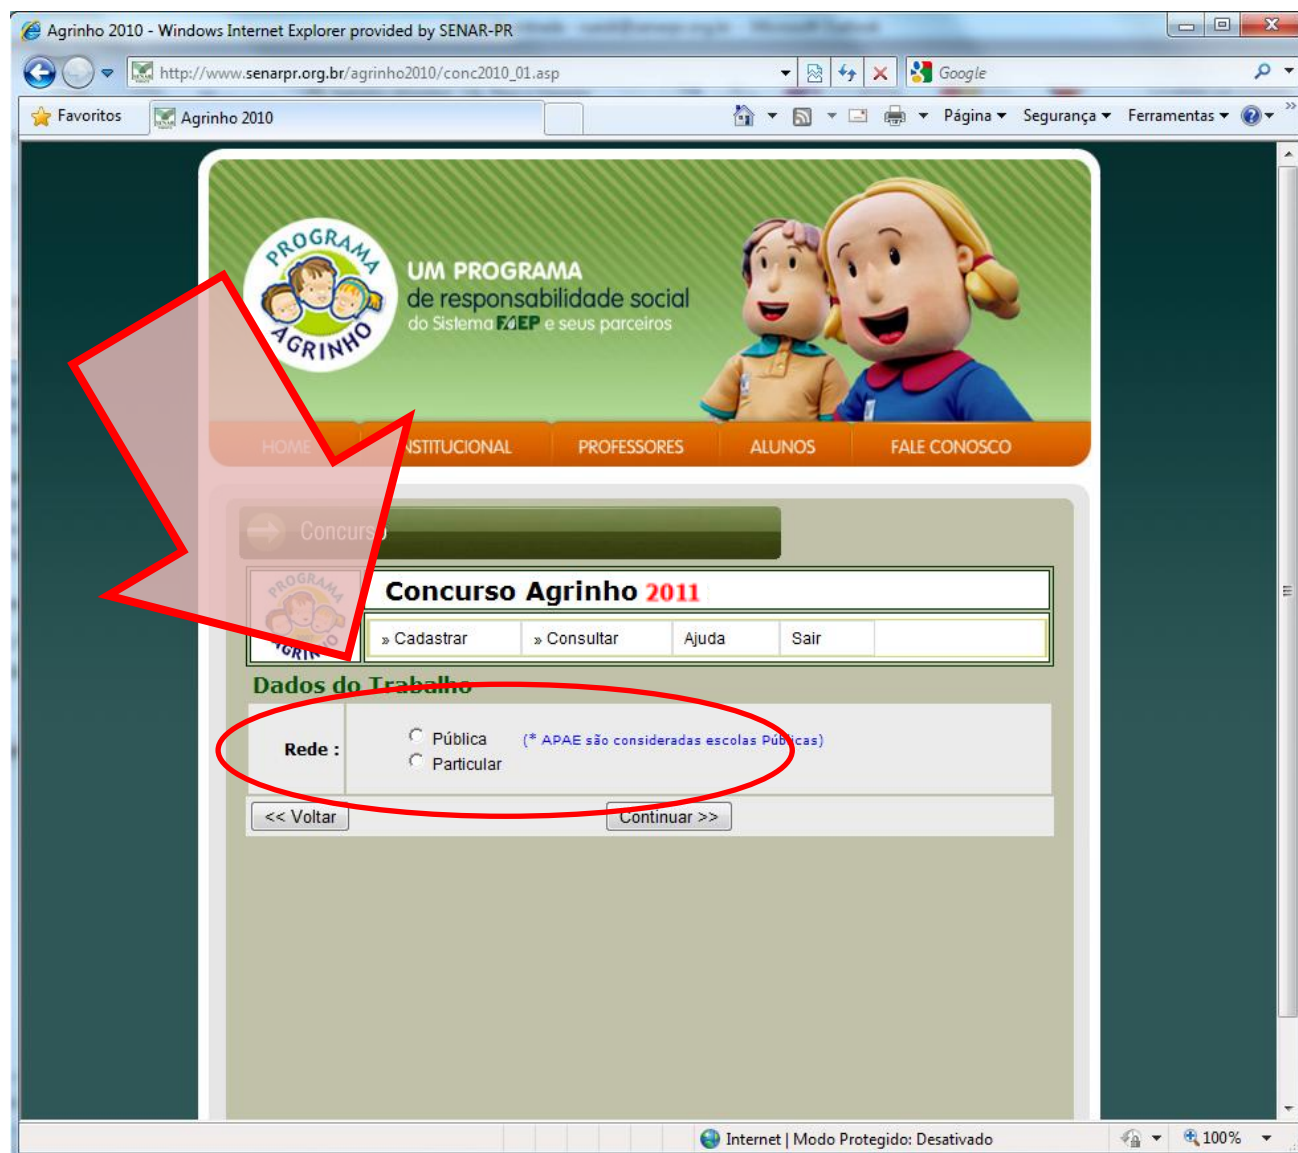 Agrinho 2010 - Windows Internet Explorer provided by SENAR-PR
http://www.senarpr.org.br/agrinho2010/conc2010_01.asp
Google
Favoritos
Agrinho 2010
Página
Segurança
Ferramentas
PROGRAMA
AGRINHO
UM PROGRAMA
de responsabilidade social
do Sistema FAEP e seus parceiros
HOME
INSTITUCIONAL
PROFESSORES
ALUNOS
FALE CONOSCO
Concurso
PROGRAMA
AGRINHO
Concurso Agrinho 2011
» Cadastrar
» Consultar
Ajuda
Sair
Dados do Trabalho
Rede :
Pública
(* APAE são consideradas escolas Públicas)
Particular
<< Voltar
Continuar >>
Internet | Modo Protegido: Desativado
100%